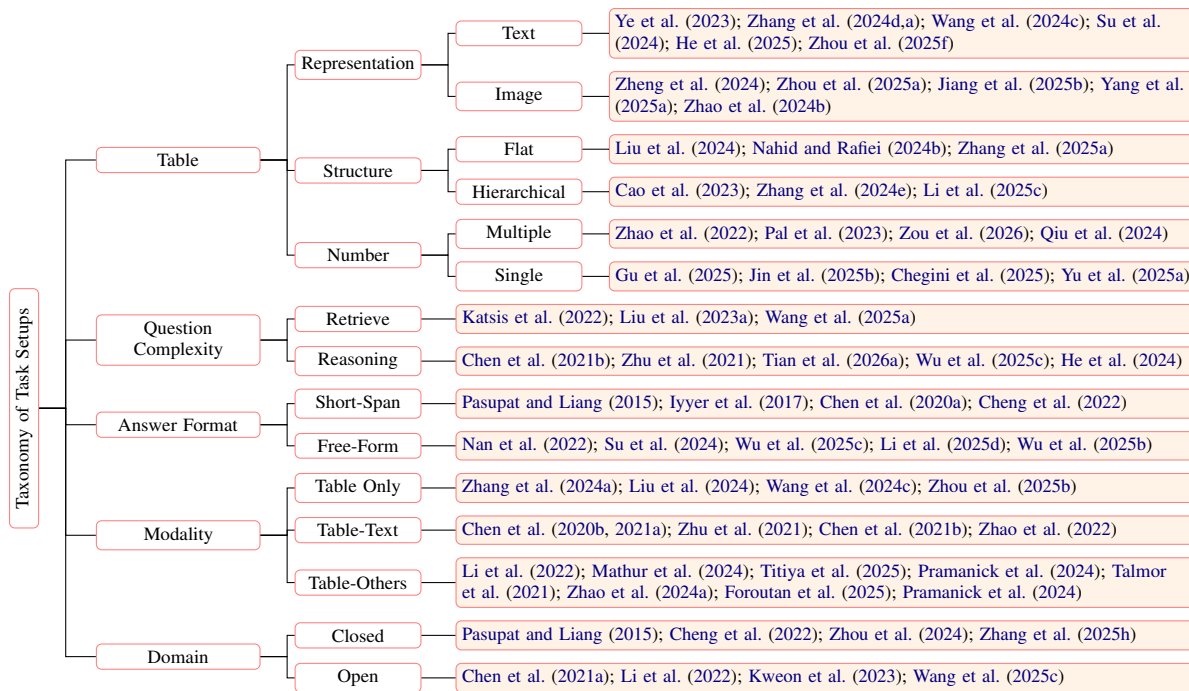 Taxonomy of Task Setups
Table
Representation
Text
Ye et al. (2023); Zhang et al. (2024d,a); Wang et al. (2024c); Su et al.
(2024); He et al. (2025); Zhou et al. (2025f)
Image
Zheng et al. (2024); Zhou et al. (2025a); Jiang et al. (2025b); Yang et al.
(2025a); Zhao et al. (2024b)
Structure
Flat
Liu et al. (2024); Nahid and Rafiei (2024b); Zhang et al. (2025a)
Hierarchical
Cao et al. (2023); Zhang et al. (2024e); Li et al. (2025c)
Number
Multiple
Zhao et al. (2022); Pal et al. (2023); Zou et al. (2026); Qiu et al. (2024)
Single
Gu et al. (2025); Jin et al. (2025b); Chegini et al. (2025); Yu et al. (2025a)
Question
Complexity
Retrieve
Katsis et al. (2022); Liu et al. (2023a); Wang et al. (2025a)
Reasoning
Chen et al. (2021b); Zhu et al. (2021); Tian et al. (2026a); Wu et al. (2025c); He et al. (2024)
Answer Format
Short-Span
Pasupat and Liang (2015); Iyyer et al. (2017); Chen et al. (2020a); Cheng et al. (2022)
Free-Form
Nan et al. (2022); Su et al. (2024); Wu et al. (2025c); Li et al. (2025d); Wu et al. (2025b)
Modality
Table Only
Zhang et al. (2024a); Liu et al. (2024); Wang et al. (2024c); Zhou et al. (2025b)
Table-Text
Chen et al. (2020b, 2021a); Zhu et al. (2021); Chen et al. (2021b); Zhao et al. (2022)
Table-Others
Li et al. (2022); Mathur et al. (2024); Titiya et al. (2025); Pramanick et al. (2024); Talmor
et al. (2021); Zhao et al. (2024a); Foroutan et al. (2025); Pramanick et al. (2024)
Domain
Closed
Pasupat and Liang (2015); Cheng et al. (2022); Zhou et al. (2024); Zhang et al. (2025h)
Open
Chen et al. (2021a); Li et al. (2022); Kweon et al. (2023); Wang et al. (2025c)